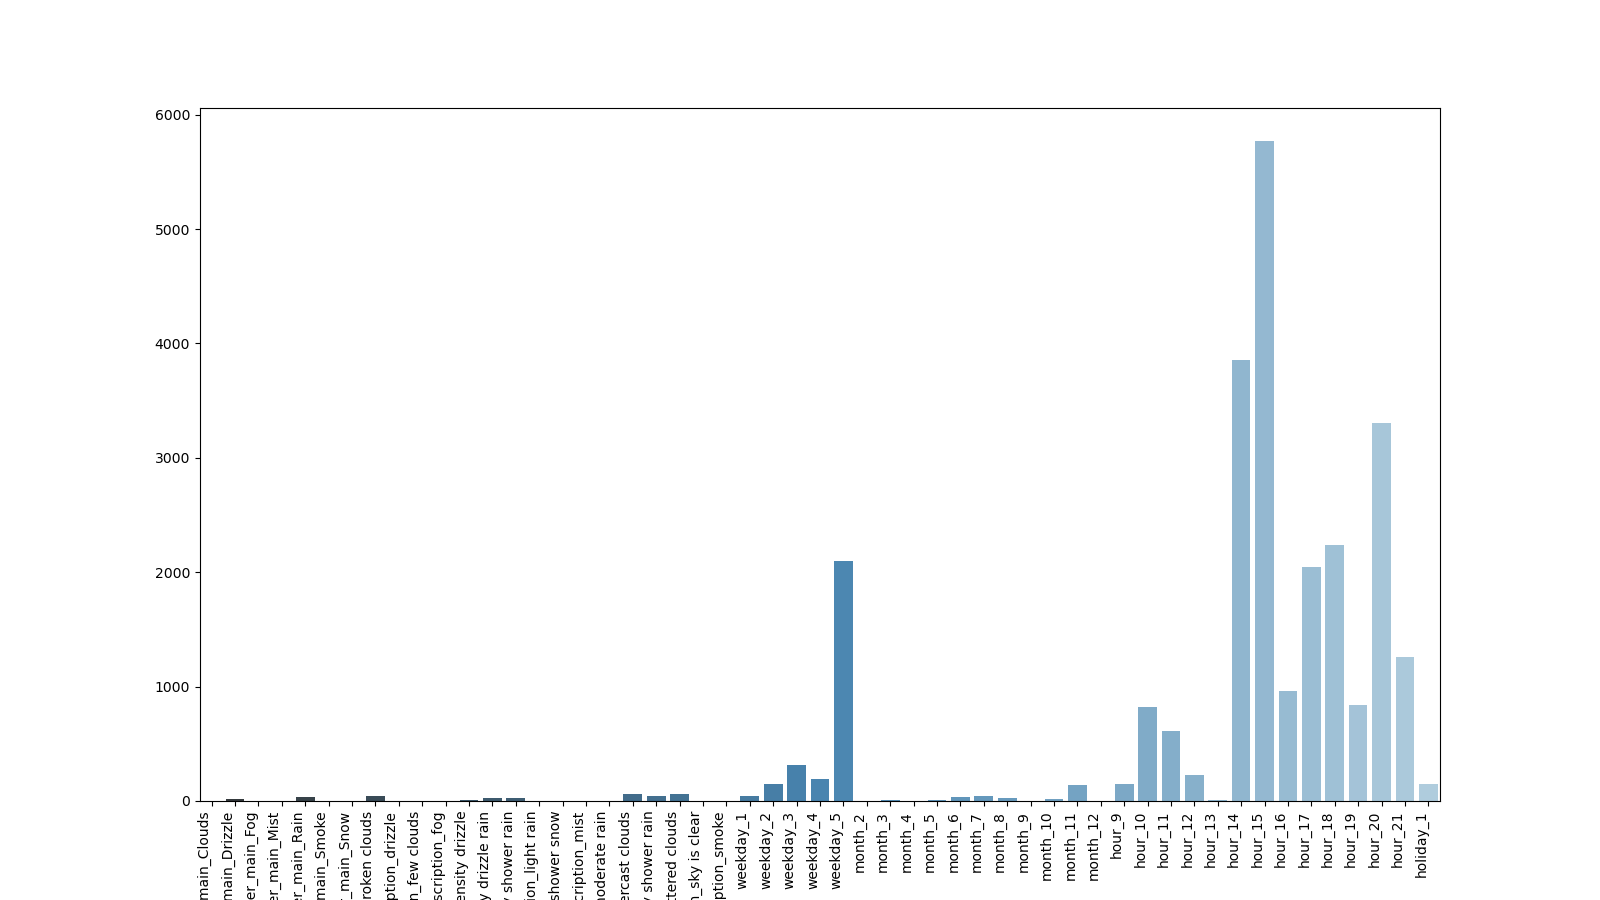 6000
5000
4000
3000
2000
1000
0
main_Clouds
main_Drizzle
er_main_Fog
er_main_Mist
er_main_Rain
main_Smoke
r_main_Snow
roken clouds
ption_drizzle
n_few clouds
scription_fog
ensity drizzle
y drizzle rain
y shower rain
ion_light rain
shower snow
cription_mist
noderate rain
ercast clouds
y shower rain
ttered clouds
n_sky is clear
ption_smoke
weekday_1
weekday_2
weekday_3
weekday_4
weekday_5
month_2
month_3
month_4
month_5
month_6
month_7
month_8
month_9
month_10
month_11
month_12
hour_9
hour_10
hour_11
hour_12
hour_13
hour_14
hour_15
hour_16
hour_17
hour_18
hour_19
hour_20
hour_21
holiday_1